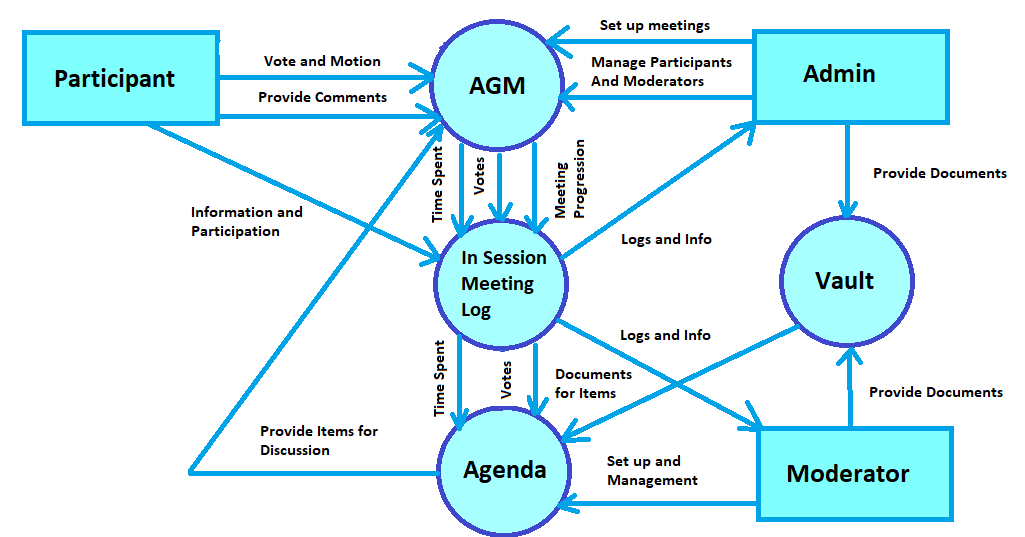 Set up meetings
Participant
Vote and Motion
Provide Comments
AGM
Manage Participants
And Moderators
Admin
Time Spent
Votes
Meeting
Progression
Provide Documents
Information and
Participation
Logs and Info
In Session
Meeting
Log
Vault
Logs and Info
Time Spent
Votes
Documents
for Items
Provide Documents
Provide Items for
Discussion
Agenda
Set up and
Management
Moderator